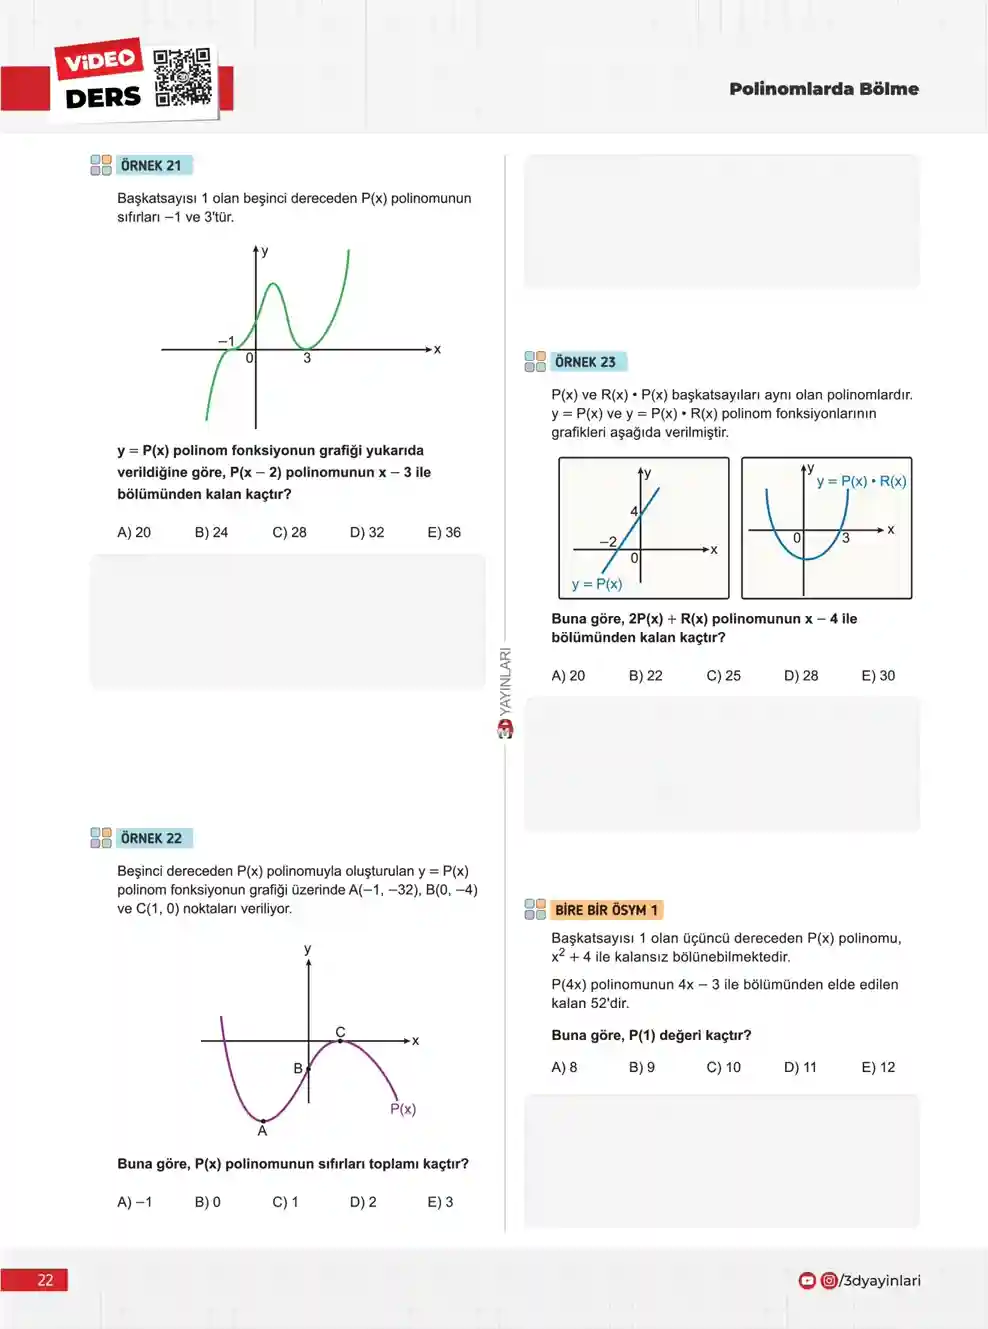 VİDEO
DERS
Polinomlarda Bölme
ÖRNEK 21
Başkatsayısı 1 olan beşinci dereceden P(x) polinomunun
sıfırları −1 ve 3'tür.
y
−1
0
3
x
y = P(x) polinom fonksiyonun grafiği yukarıda
verildiğine göre, P(x − 2) polinomunun x − 3 ile
bölümünden kalan kaçtır?
A) 20 B) 24 C) 28 D) 32 E) 36
ÖRNEK 22
Beşinci dereceden P(x) polinomuyla oluşturulan y = P(x)
polinom fonksiyonun grafiği üzerinde A(−1, −32), B(0, −4)
ve C(1, 0) noktaları veriliyor.
y
C
x
B
P(x)
A
Buna göre, P(x) polinomunun sıfırları toplamı kaçtır?
A) −1 B) 0 C) 1 D) 2 E) 3
3D YAYINLARI
ÖRNEK 23
P(x) ve R(x) • P(x) başkatsayıları aynı olan polinomlardır.
y = P(x) ve y = P(x) • R(x) polinom fonksiyonlarının
grafikleri aşağıda verilmiştir.
y
4
−2
0
x
y = P(x)
y
y = P(x) • R(x)
0
3
x
Buna göre, 2P(x) + R(x) polinomunun x − 4 ile
bölümünden kalan kaçtır?
A) 20 B) 22 C) 25 D) 28 E) 30
BİRE BİR ÖSYM 1
Başkatsayısı 1 olan üçüncü dereceden P(x) polinomu,
x² + 4 ile kalansız bölünebilmektedir.
P(4x) polinomunun 4x − 3 ile bölümünden elde edilen
kalan 52'dir.
Buna göre, P(1) değeri kaçtır?
A) 8 B) 9 C) 10 D) 11 E) 12
22
/3dyayinlari